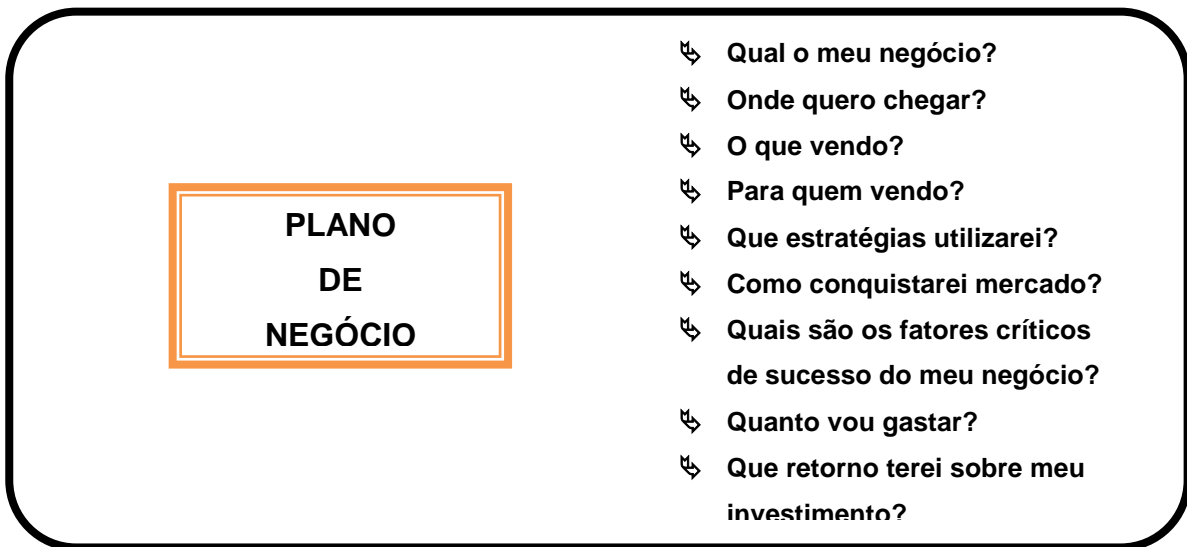 PLANO
DE
NEGÓCIO
Qual o meu negócio?
Onde quero chegar?
O que vendo?
Para quem vendo?
Que estratégias utilizarei?
Como conquistarei mercado?
Quais são os fatores críticos
de sucesso do meu negócio?
Quanto vou gastar?
Que retorno terei sobre meu
investimento?